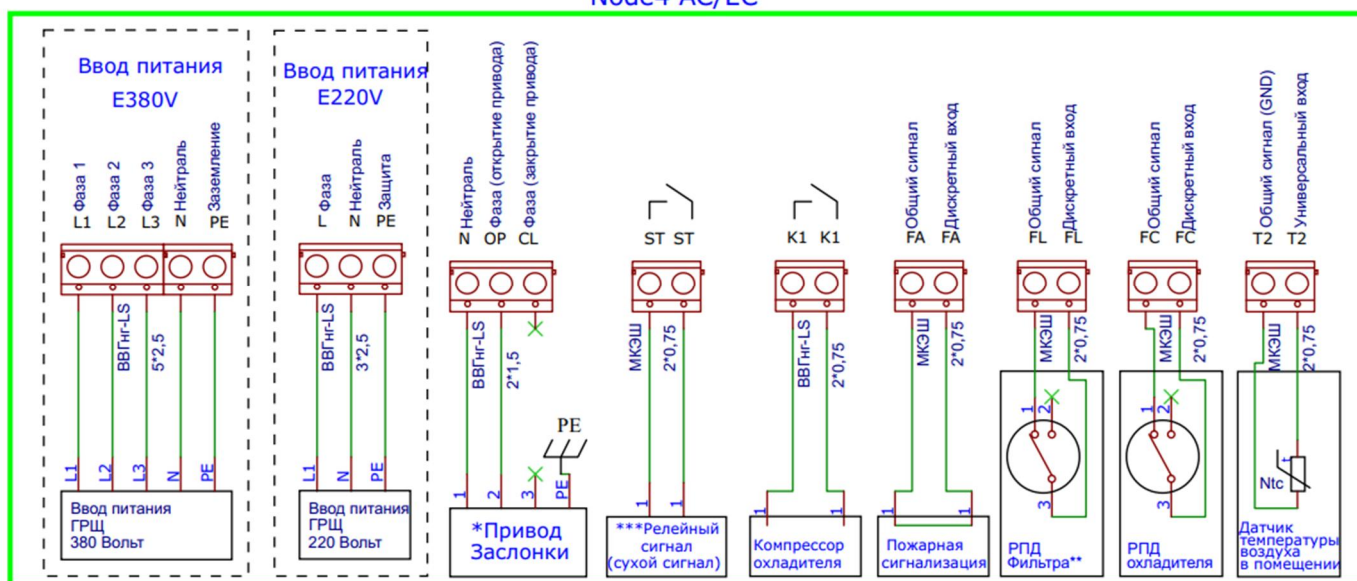 Node4 AC/EC
Ввод питания
E380V
Фаза 1
Фаза 2
Фаза 3
Нейтраль
Заземление
L1 L2 L3 N PE
ВВГнг-LS
5*2,5
L1
L2
L3
N
PE
Ввод питания
ГРЩ
380 Вольт
Ввод питания
E220V
Фаза
Нейтраль
Защита
L N PE
ВВГнг-LS
3*2,5
L1
N
PE
Ввод питания
ГРЩ
220 Вольт
Нейтраль
Фаза (открытие привода)
Фаза (закрытие привода)
N OP CL
ВВГнг-LS
2*1,5
PE
1
2
3
PE
*Привод
Заслонки
ST ST
МКЭШ
2*0,75
1
1
***Релейный
сигнал
(сухой сигнал)
K1 K1
ВВГнг-LS
2*0,75
1
1
Компрессор
охладителя
Общий сигнал
Дискретный вход
FA FA
МКЭШ
2*0,75
1
1
Пожарная
сигнализация
Общий сигнал
Дискретный вход
FL FL
МКЭШ
2*0,75
1
2
3
РПД
Фильтра**
Общий сигнал
Дискретный вход
FC FC
МКЭШ
2*0,75
1
2
3
РПД
охладителя
Общий сигнал (GND)
Универсальный вход
T2 T2
МКЭШ
2*0,75
t
Ntc
Датчик
температуры
воздуха
в помещении